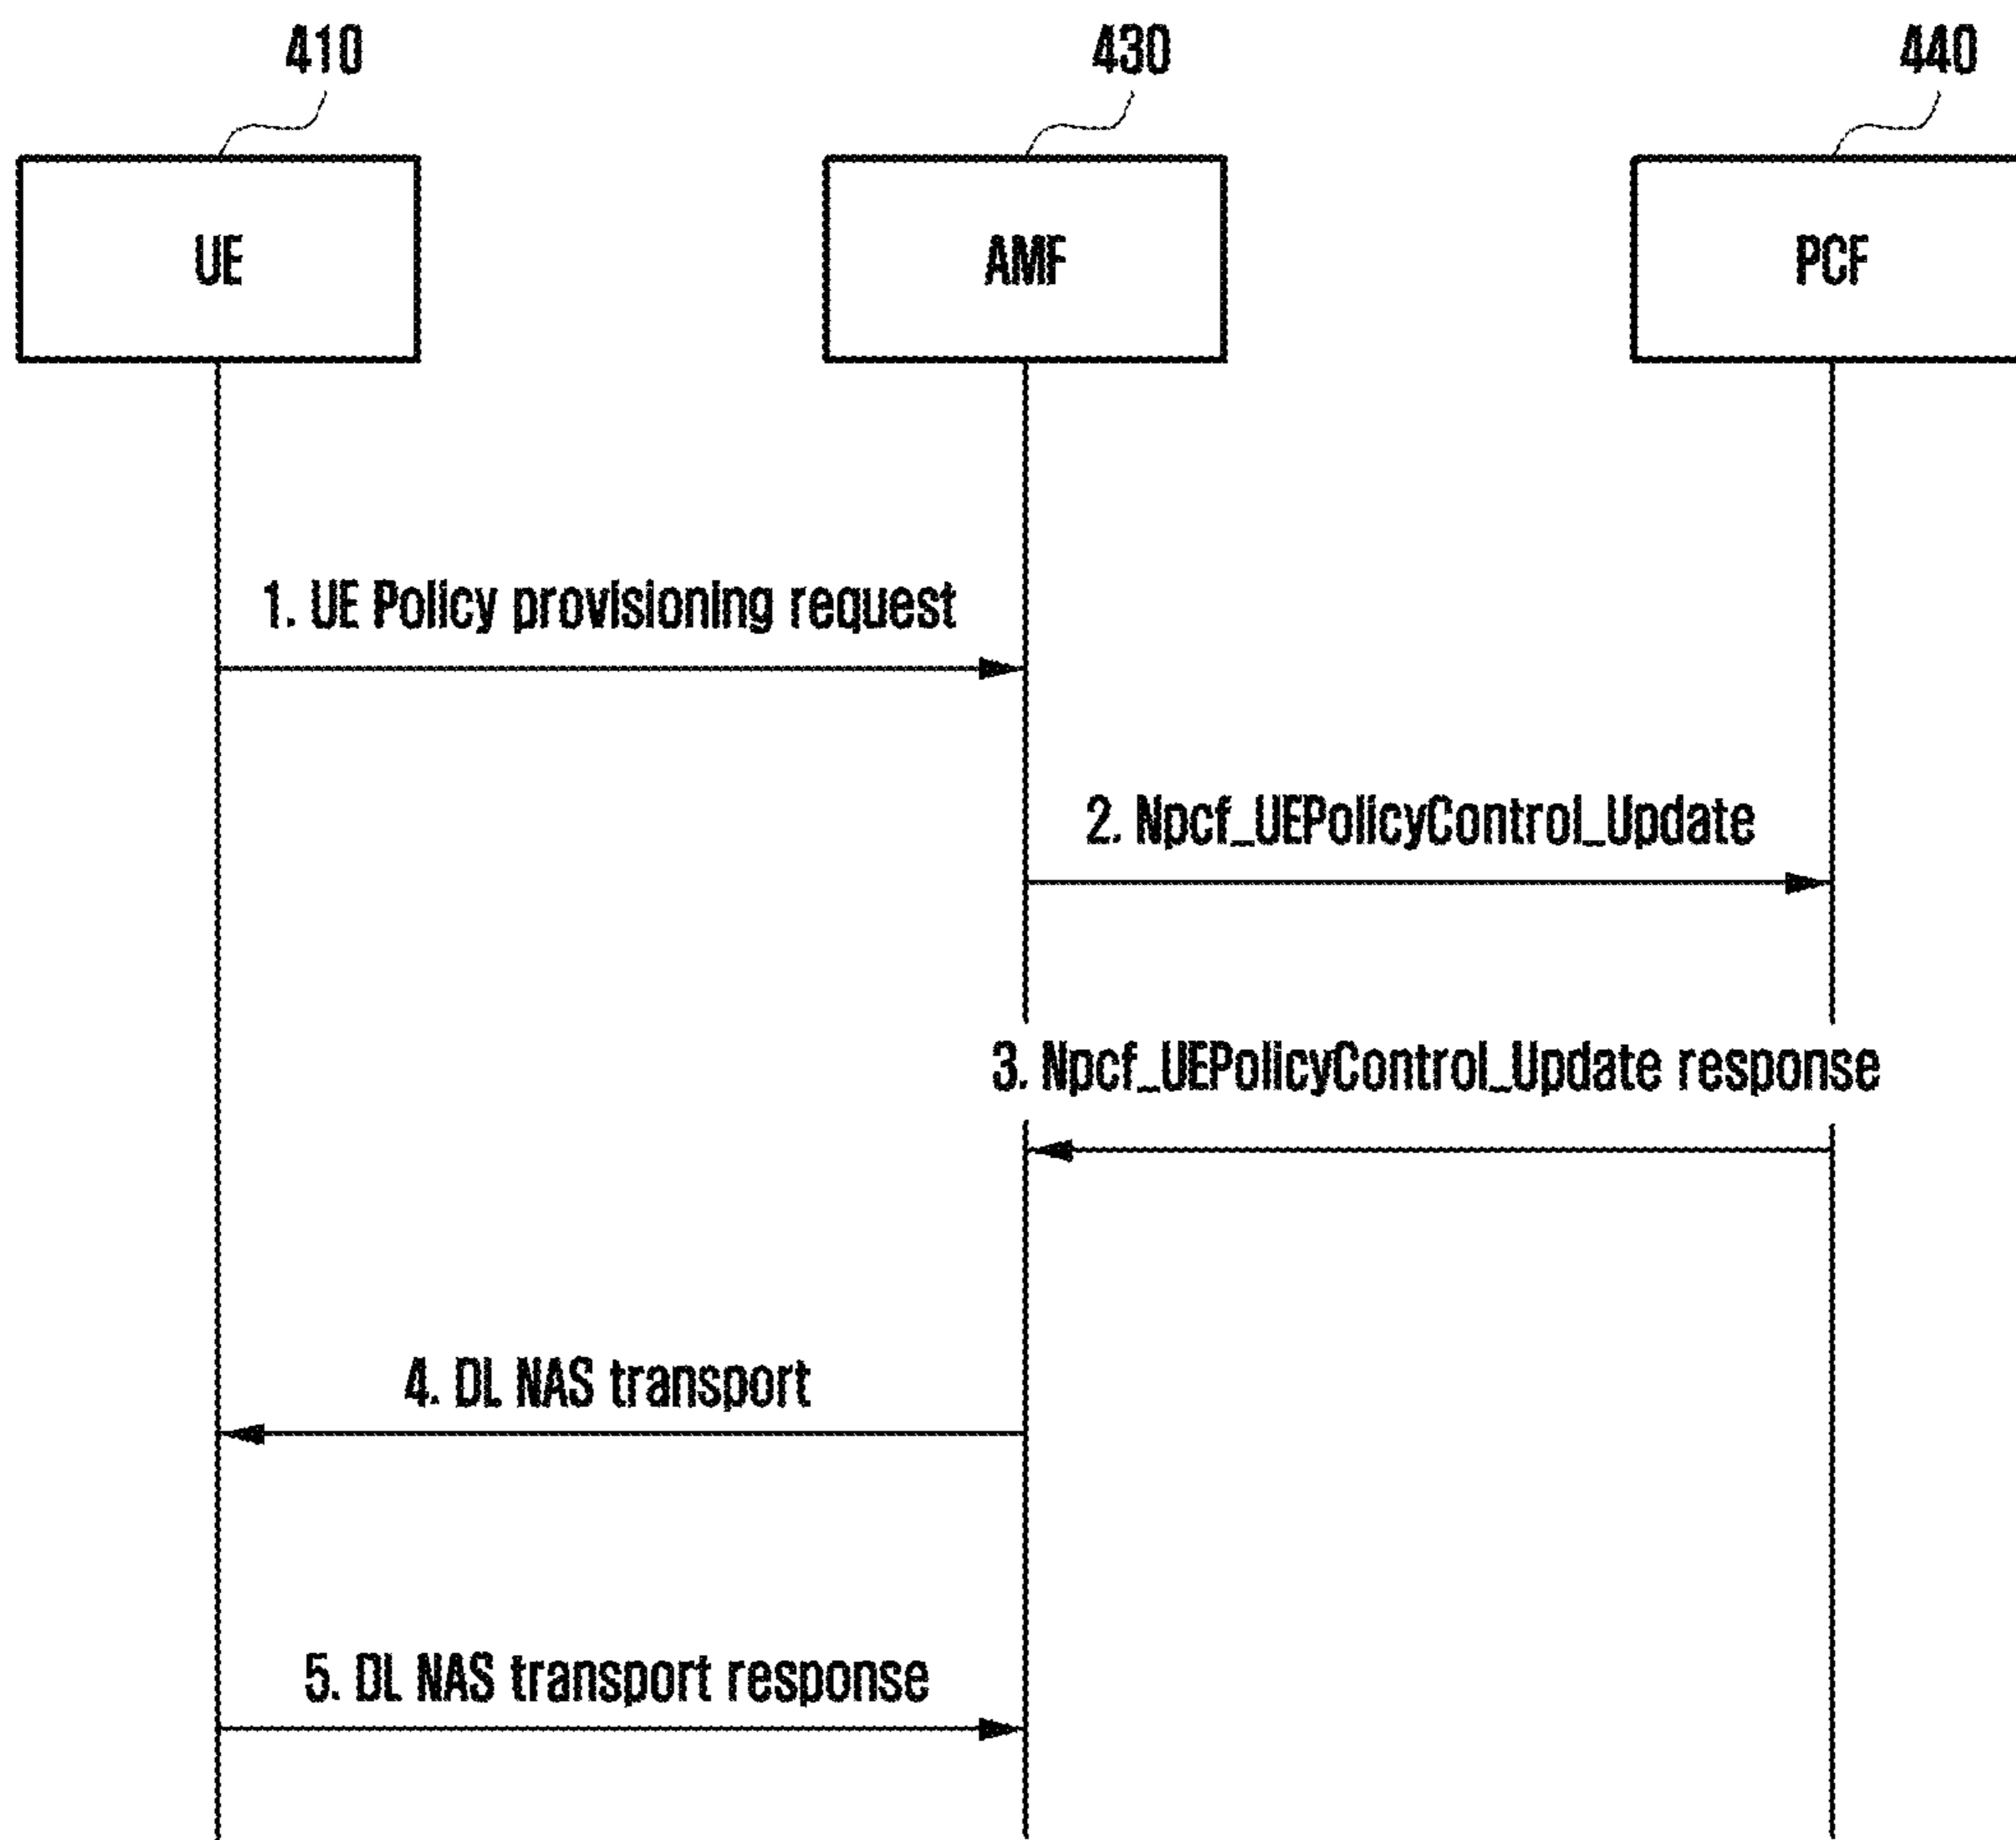 410
430
440
UE
AMF
PCF
1. UE Policy provisioning request
2. Npcf_UEPolicyControl_Update
3. Npcf_UEPolicyControl_Update response
4. DL NAS transport
5. DL NAS transport response